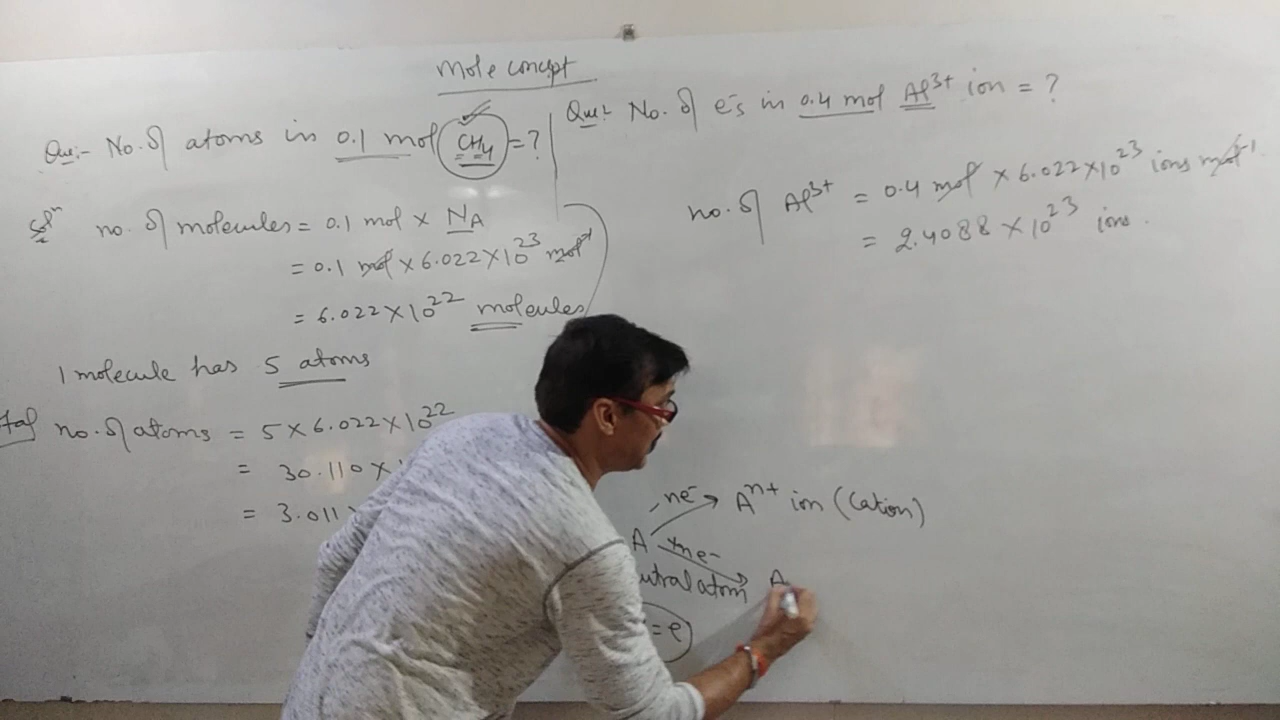 Mole concept
Que:- No. of atoms in 0.1 mol CH4 = ?
Solⁿ no. of molecules = 0.1 mol × NA
= 0.1 mol × 6.022 × 10²³ mol⁻¹
= 6.022 × 10²² molecules
1 molecule has 5 atoms
no. of atoms = 5 × 6.022 × 10²²
= 30.110 ×
= 3.011 ×
Que:- No. of e⁻s in 0.4 mol Al³⁺ ion = ?
no. of Al³⁺ = 0.4 mol × 6.022 × 10²³ ions mol⁻¹
= 2.4088 × 10²³ ions.
-ne⁻ → Aⁿ⁺ ion (Cation)
A +ne⁻ → A
atom
= e